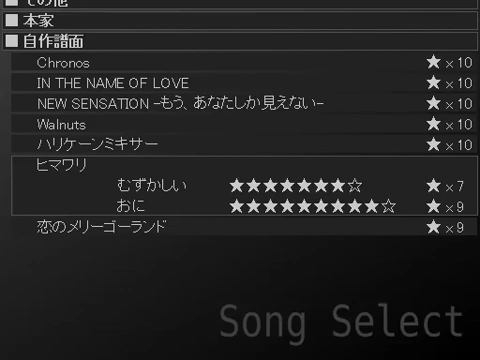 ■ その他
■ 本家
■ 自作譜面
Chronos ★×10
IN THE NAME OF LOVE ★×10
NEW SENSATION -もう、あなたしか見えない- ★×10
Walnuts ★×10
ハリケーンミキサー ★×10
ヒマワリ
むずかしい ★★★★★★★☆ ★×7
おに ★★★★★★★★★☆ ★×9
恋のメリーゴーランド ★×9
Song Select